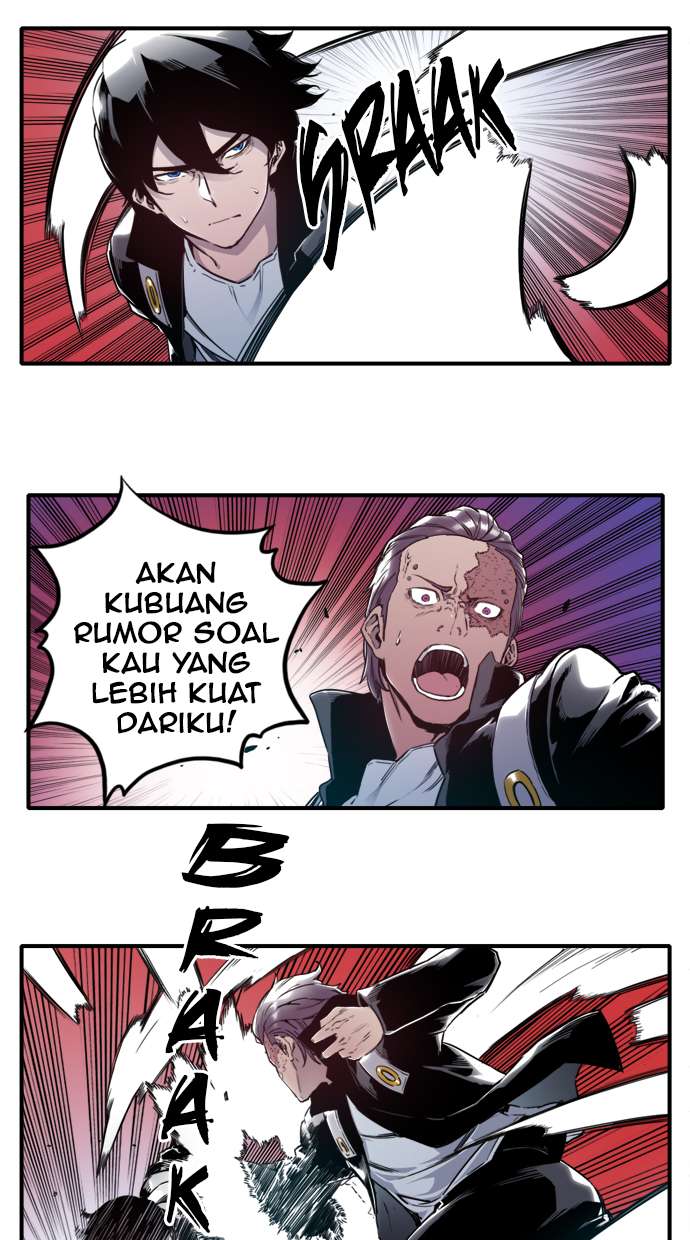 SRAAK
AKAN
KUBUANG
RUMOR SOAL
KAU YANG
LEBIH KUAT
DARIKU!
BRAAK